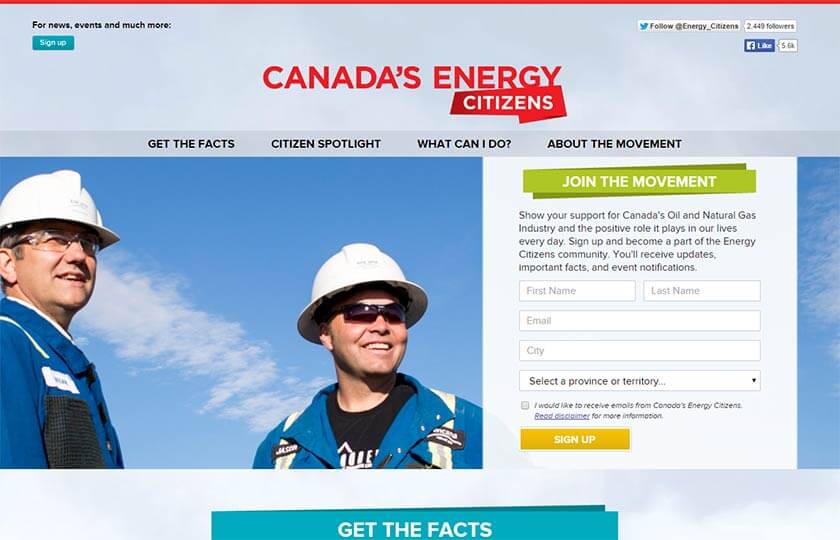 For news, events and much more:
Sign up
Follow @Energy_Citizens
2,449 followers
Like
5.6k
CANADA'S ENERGY
CITIZENS
GET THE FACTS
CITIZEN SPOTLIGHT
WHAT CAN I DO?
ABOUT THE MOVEMENT
JOIN THE MOVEMENT
Show your support for Canada's Oil and Natural Gas
Industry and the positive role it plays in our lives
every day. Sign up and become a part of the Energy
Citizens community. You'll receive updates,
important facts, and event notifications.
First Name
Last Name
Email
City
Select a province or territory...
I would like to receive emails from Canada's Energy Citizens.
Read disclaimer for more information.
SIGN UP
JASON
GET THE FACTS